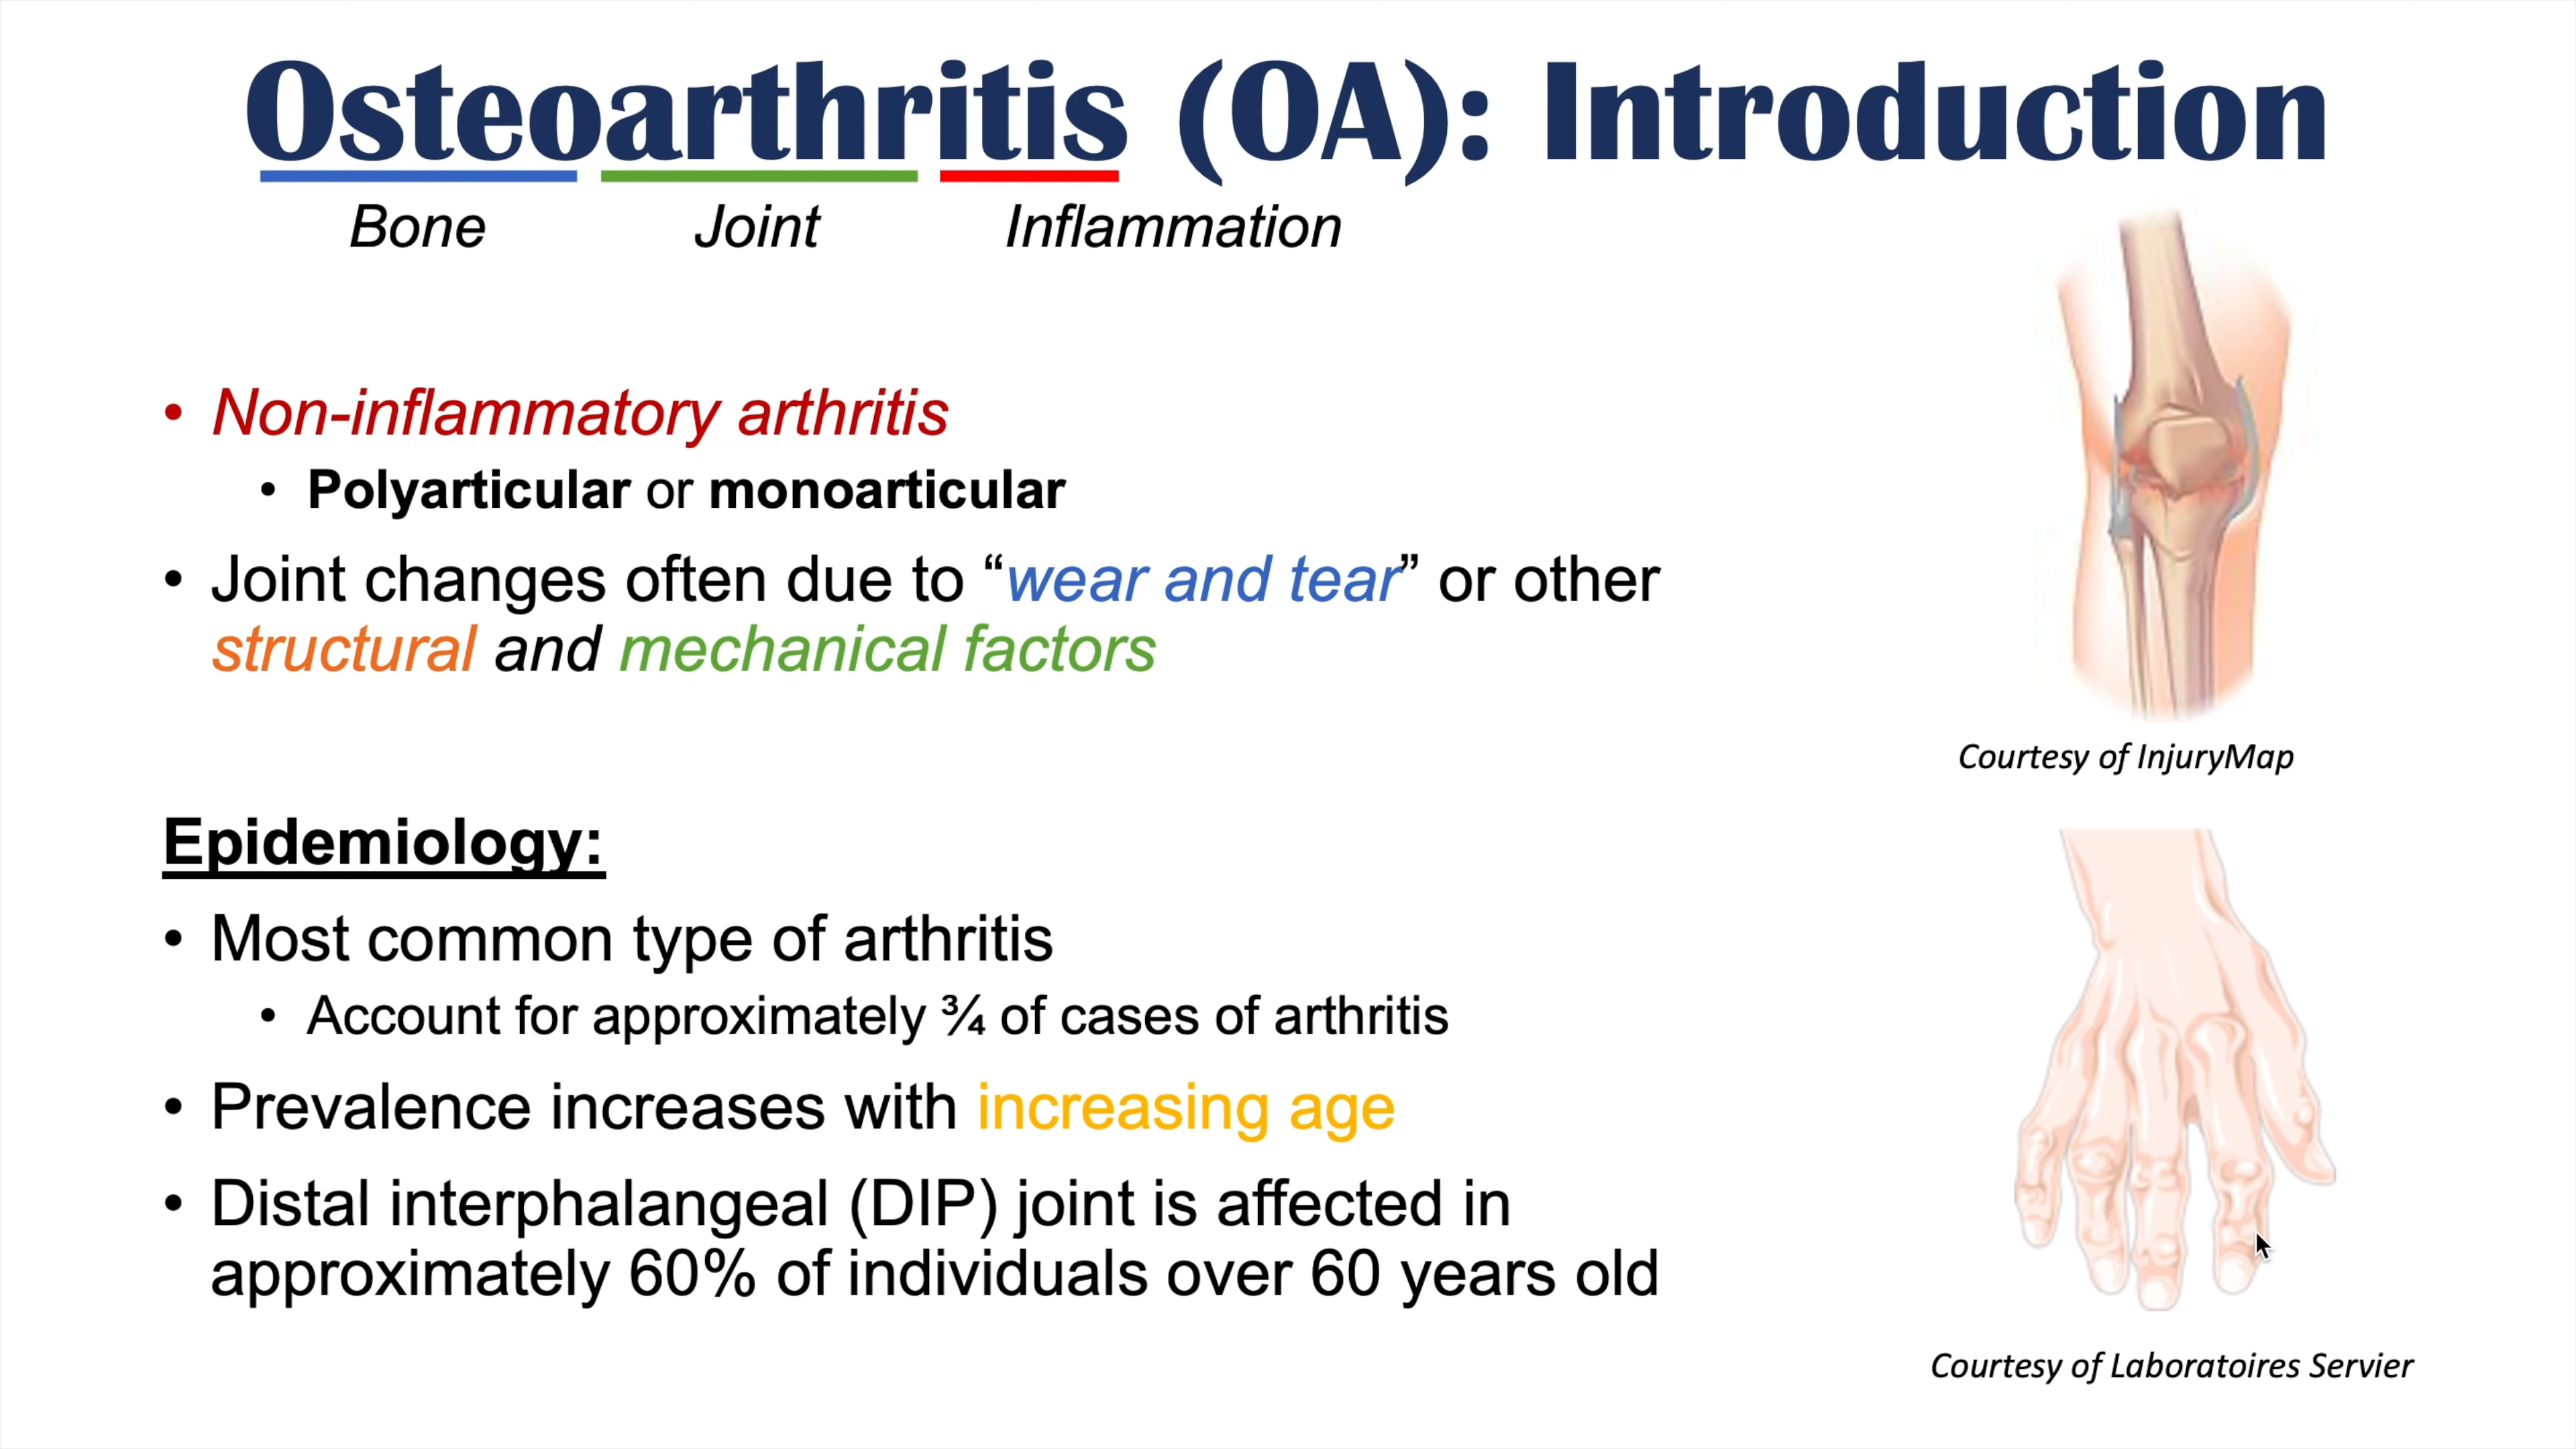 Osteoarthritis (OA): Introduction
Bone Joint Inflammation
• Non-inflammatory arthritis
• Polyarticular or monoarticular
• Joint changes often due to “wear and tear” or other
structural and mechanical factors
Courtesy of InjuryMap
Epidemiology:
• Most common type of arthritis
• Account for approximately ¾ of cases of arthritis
• Prevalence increases with increasing age
• Distal interphalangeal (DIP) joint is affected in
approximately 60% of individuals over 60 years old
Courtesy of Laboratoires Servier